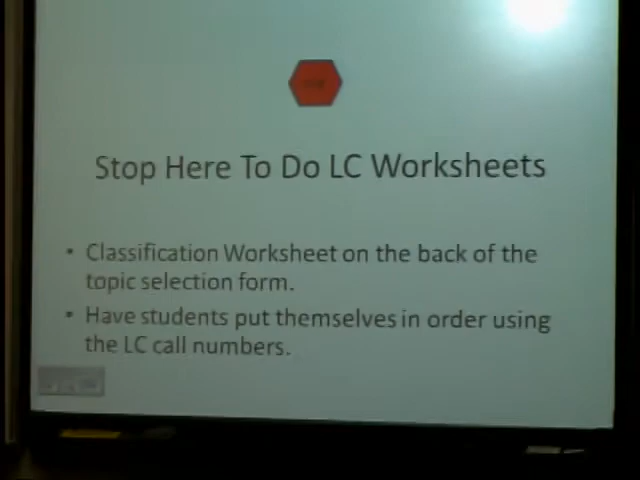 Stop Here To Do LC Worksheets
• Classification Worksheet on the back of the
topic selection form.
• Have students put themselves in order using
the LC call numbers.